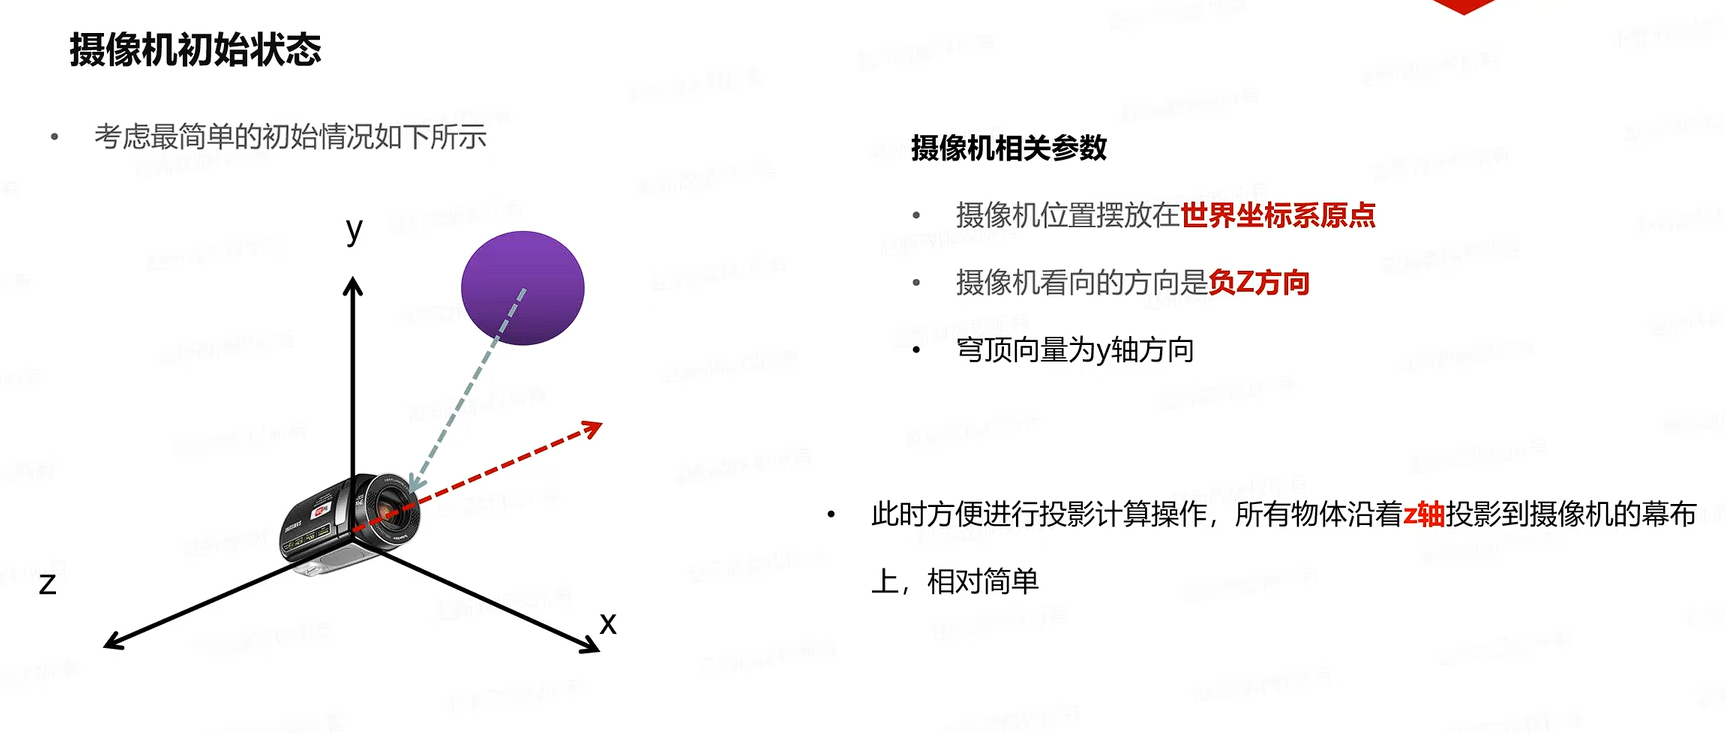 摄像机初始状态
• 考虑最简单的初始情况如下所示
y
z
x
摄像机相关参数
• 摄像机位置摆放在世界坐标系原点
• 摄像机看向的方向是负Z方向
• 穹顶向量为y轴方向
• 此时方便进行投影计算操作，所有物体沿着z轴投影到摄像机的幕布
上，相对简单